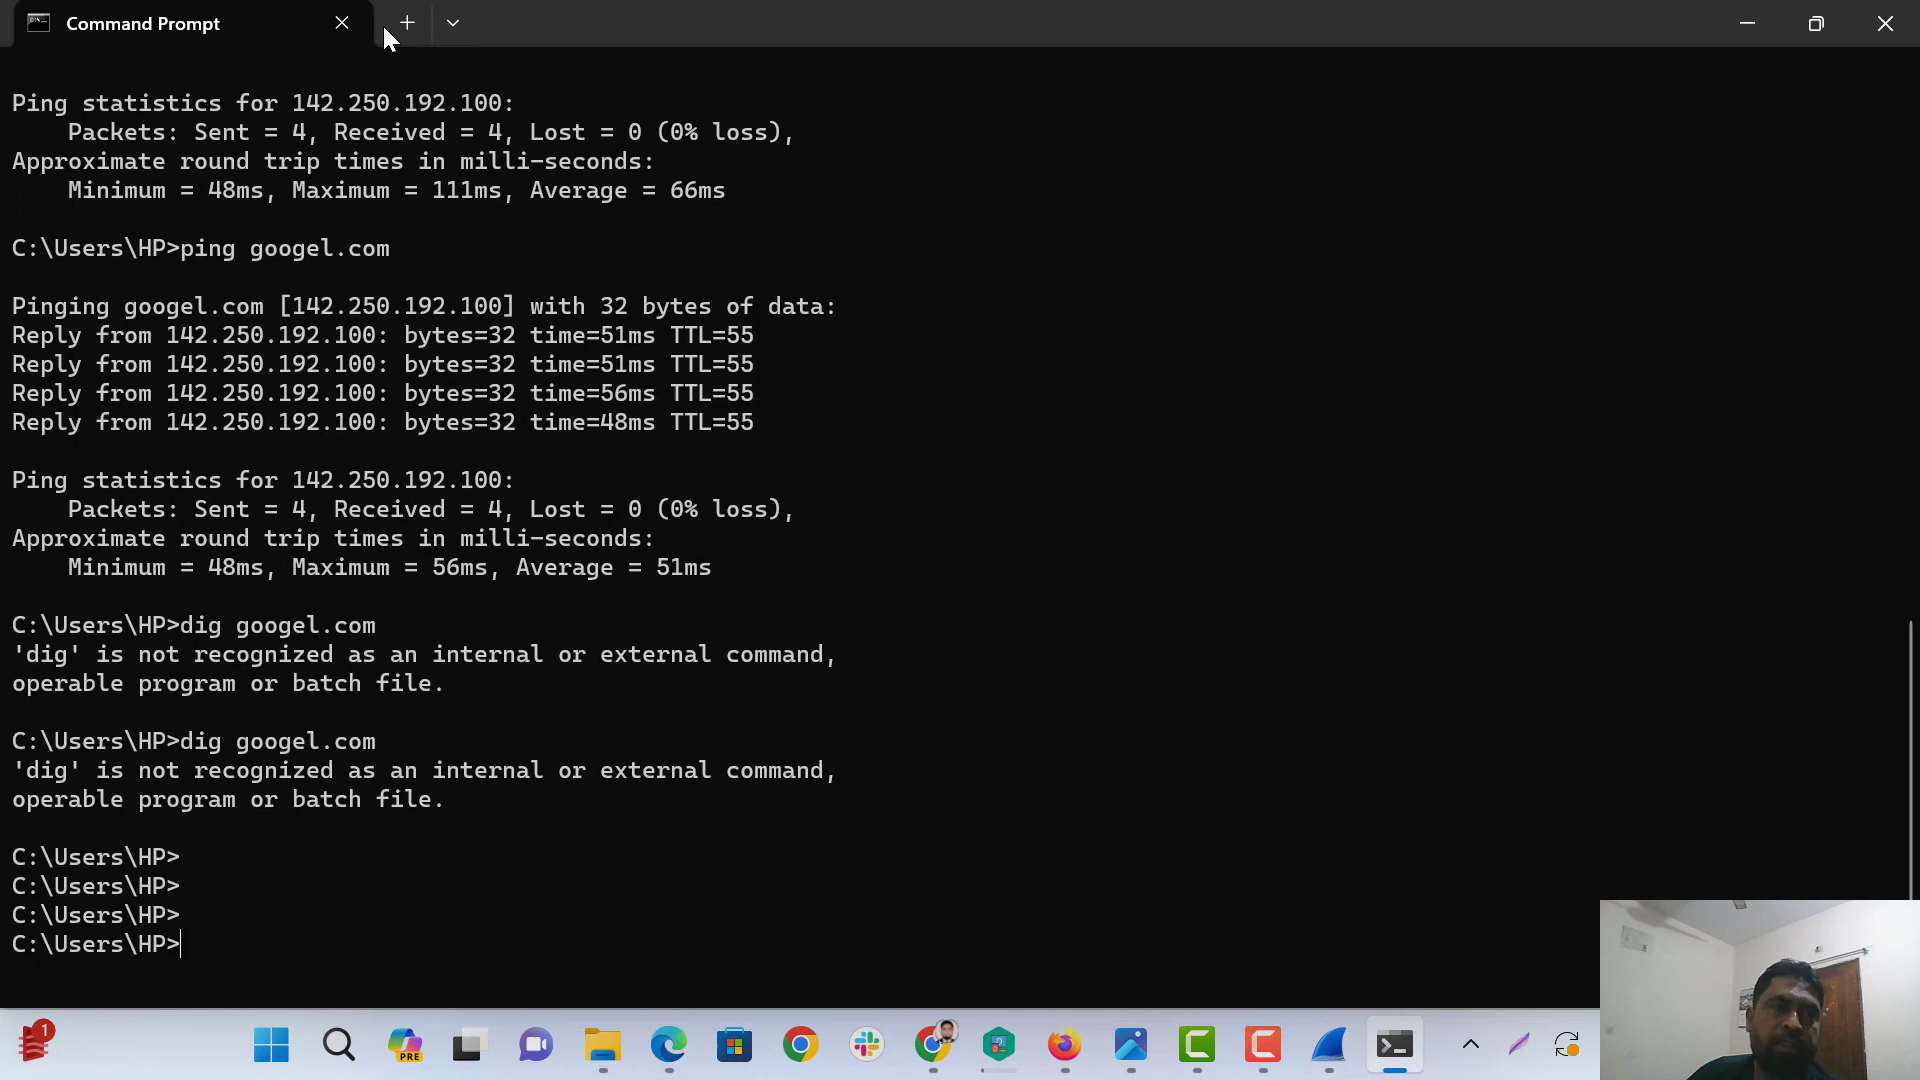 Command Prompt
Ping statistics for 142.250.192.100:
Packets: Sent = 4, Received = 4, Lost = 0 (0% loss),
Approximate round trip times in milli-seconds:
Minimum = 48ms, Maximum = 111ms, Average = 66ms
C:\Users\HP>ping googel.com
Pinging googel.com [142.250.192.100] with 32 bytes of data:
Reply from 142.250.192.100: bytes=32 time=51ms TTL=55
Reply from 142.250.192.100: bytes=32 time=51ms TTL=55
Reply from 142.250.192.100: bytes=32 time=56ms TTL=55
Reply from 142.250.192.100: bytes=32 time=48ms TTL=55
Ping statistics for 142.250.192.100:
Packets: Sent = 4, Received = 4, Lost = 0 (0% loss),
Approximate round trip times in milli-seconds:
Minimum = 48ms, Maximum = 56ms, Average = 51ms
C:\Users\HP>dig googel.com
'dig' is not recognized as an internal or external command,
operable program or batch file.
C:\Users\HP>dig googel.com
'dig' is not recognized as an internal or external command,
operable program or batch file.
C:\Users\HP>
C:\Users\HP>
C:\Users\HP>
C:\Users\HP>
1
PRE